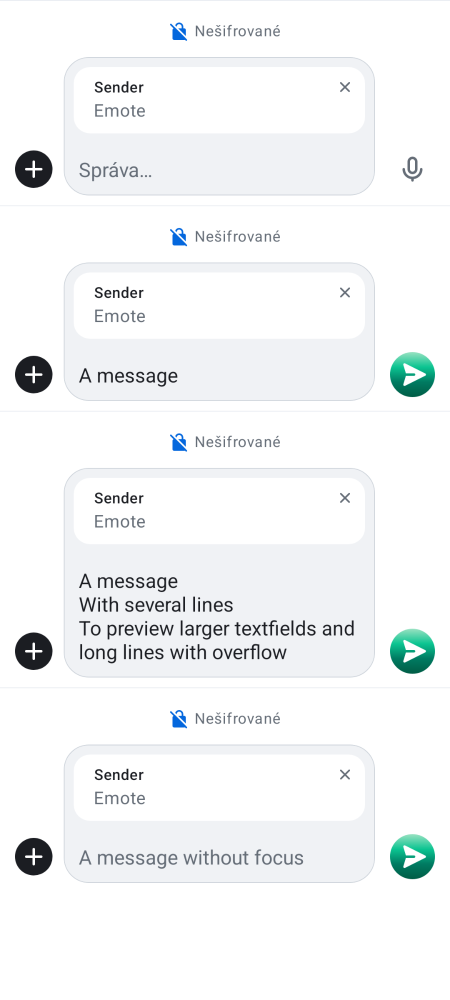 Nešifrované
Sender
Emote
Správa…
Nešifrované
Sender
Emote
A message
Nešifrované
Sender
Emote
A message
With several lines
To preview larger textfields and
long lines with overflow
Nešifrované
Sender
Emote
A message without focus